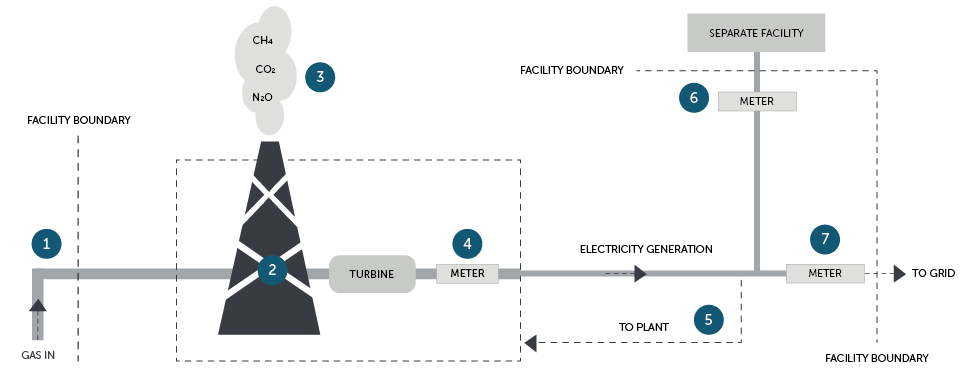 CH₄
CO₂
N₂O
3
SEPARATE FACILITY
FACILITY BOUNDARY
6
METER
FACILITY BOUNDARY
1
2
TURBINE
4
METER
ELECTRICITY GENERATION
7
METER
TO GRID
GAS IN
TO PLANT
5
FACILITY BOUNDARY